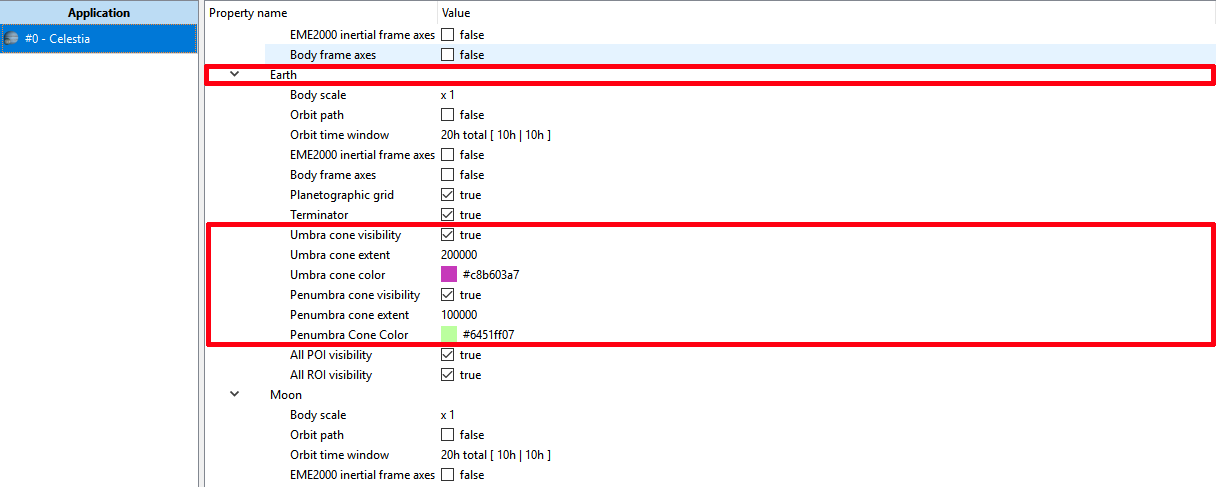 Application
Property name Value
#0 - Celestia
EME2000 inertial frame axes false
Body frame axes false
Earth
Body scale x 1
Orbit path false
Orbit time window 20h total [ 10h | 10h ]
EME2000 inertial frame axes false
Body frame axes false
Planetographic grid true
Terminator true
Umbra cone visibility true
Umbra cone extent 200000
Umbra cone color #c8b603a7
Penumbra cone visibility true
Penumbra cone extent 100000
Penumbra Cone Color #6451ff07
All POI visibility true
All ROI visibility true
Moon
Body scale x 1
Orbit path false
Orbit time window 20h total [ 10h | 10h ]
EME2000 inertial frame axes false